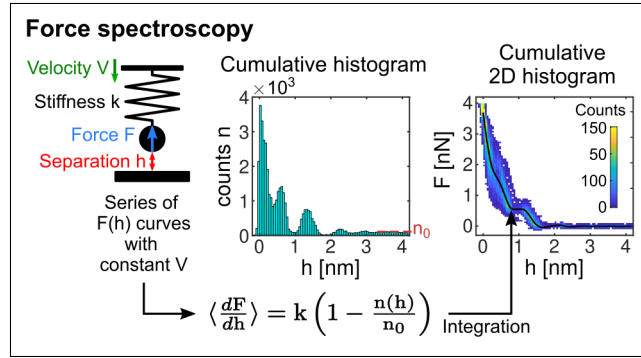 Force spectroscopy
Velocity V
Stiffness k
Force F
Separation h
Series of
F(h) curves
with
constant V
Cumulative histogram
×10³
counts n
4
3
2
1
0
n₀
0 1 2 3 4
h [nm]
Cumulative
2D histogram
F [nN]
4
3
2
1
0
Counts
150
50
100
0
0 1 2 3 4
h [nm]
⟨dF/dh⟩ = k (1 − n(h)/n₀)
Integration